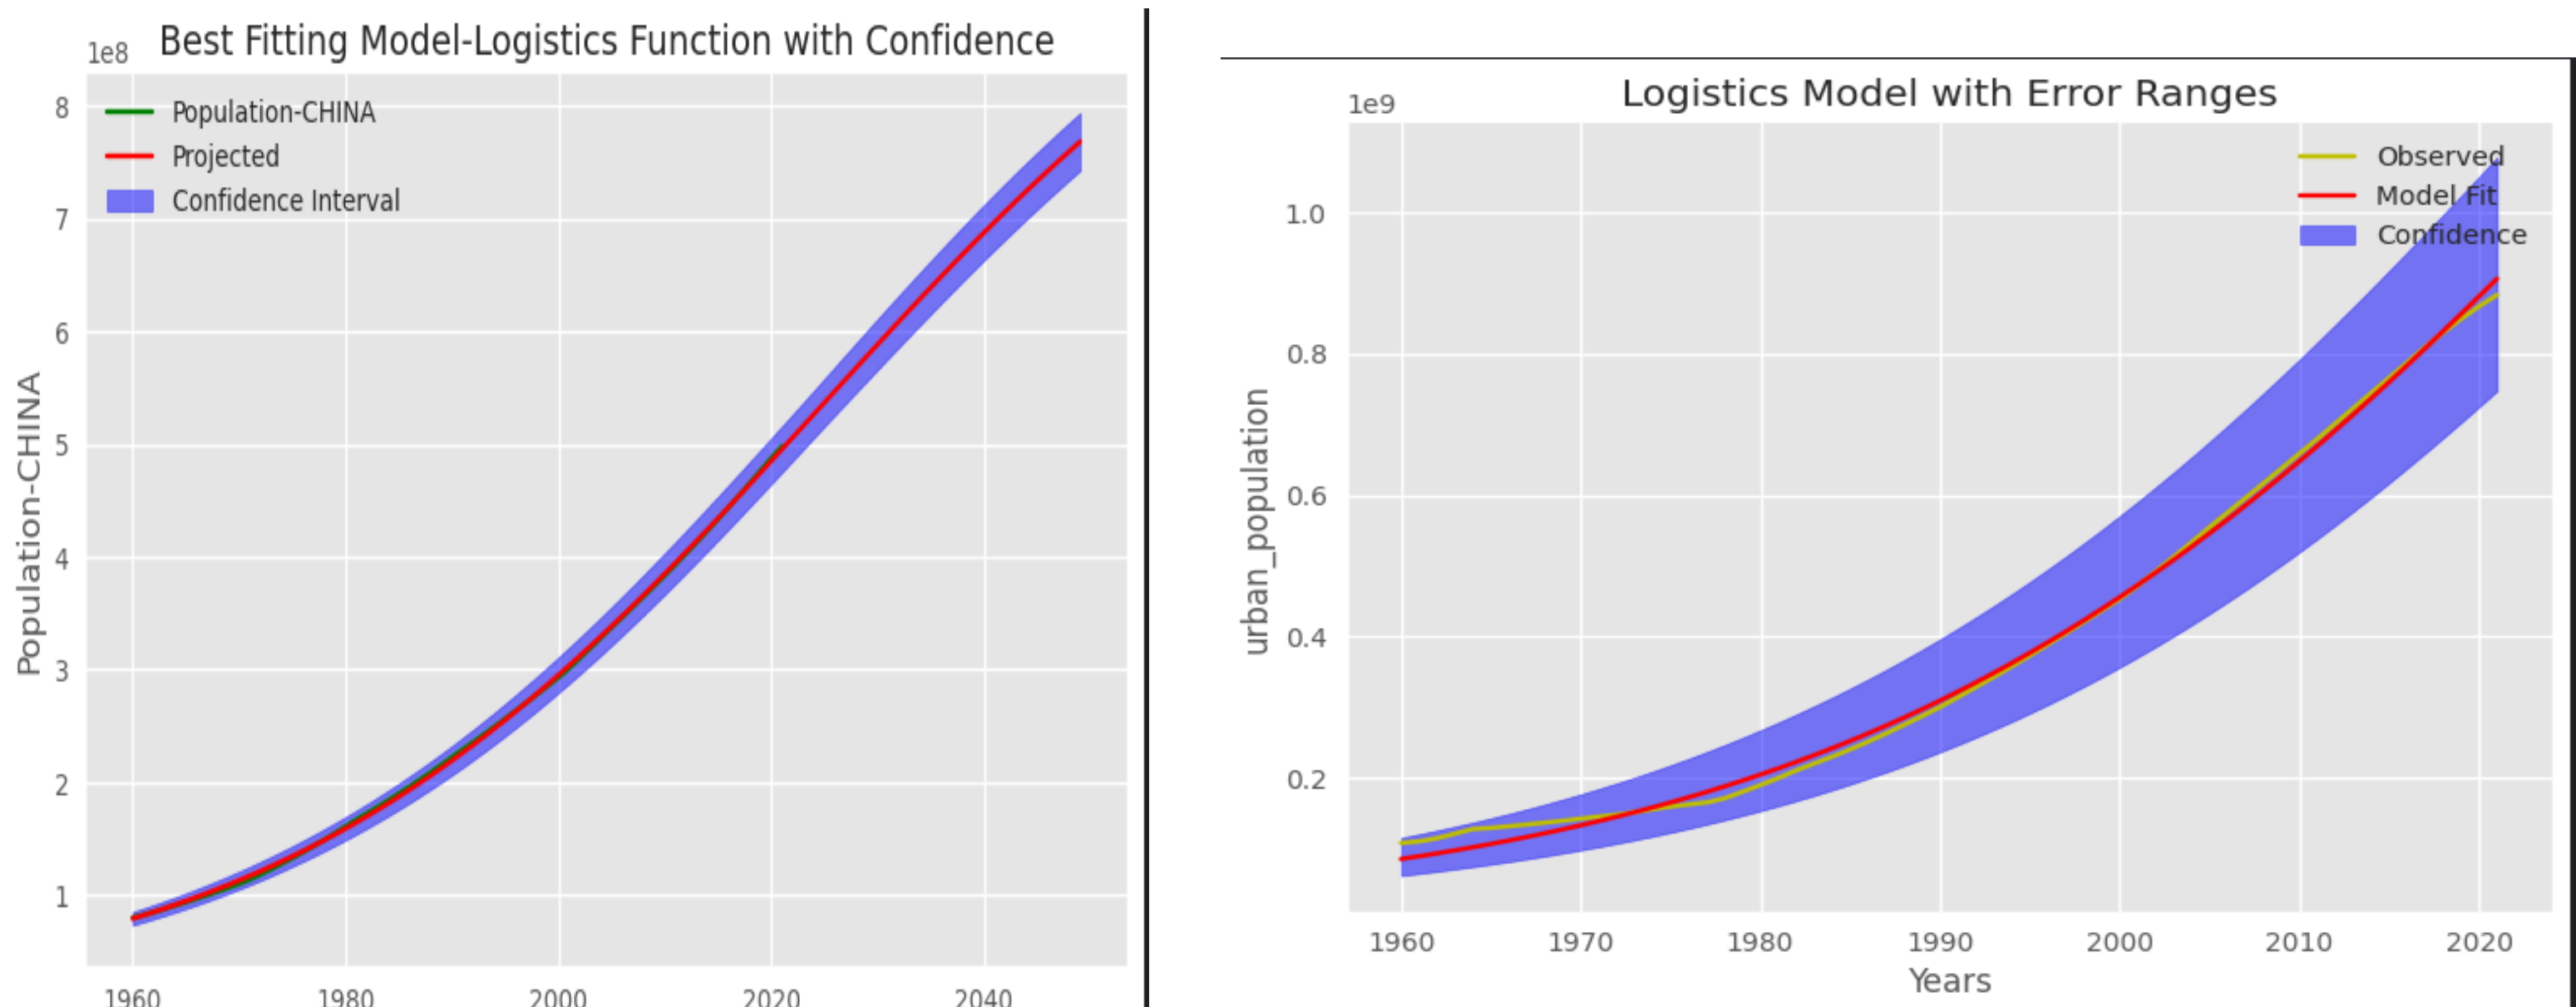 Best Fitting Model-Logistics Function with Confidence
1e8
Population-CHINA
Projected
Confidence Interval
8
7
6
5
4
3
2
1
Population-CHINA
1960 1980 2000 2020 2040
Logistics Model with Error Ranges
1e9
Observed
Model Fit
Confidence
1.0
0.8
0.6
0.4
0.2
urban_population
1960 1970 1980 1990 2000 2010 2020
Years